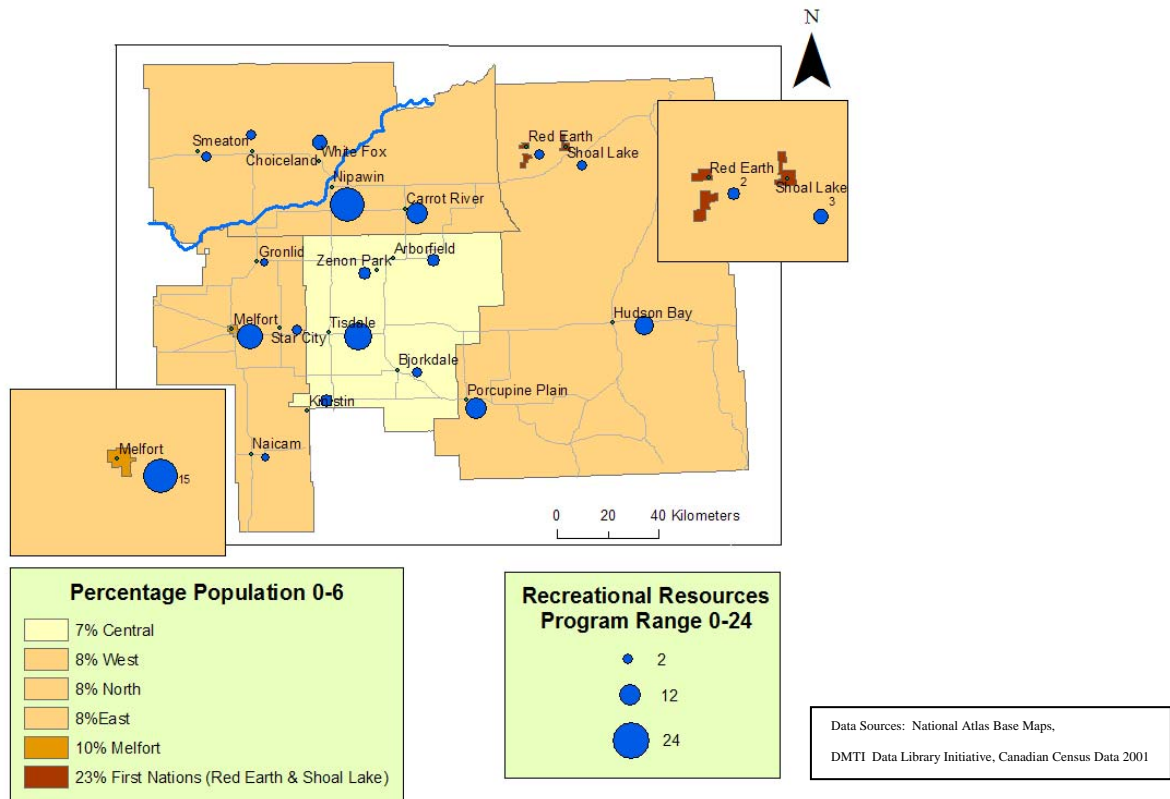 N
Smeaton
Choiceland
White Fox
Nipawin
Carrot River
Red Earth
Shoal Lake
Red Earth
2
Shoal Lake
3
Gronlid
Zenon Park
Arborfield
Melfort
Star City
Tisdale
Hudson Bay
Bjorkdale
Porcupine Plain
Kinistin
Naicam
Melfort
15
0 20 40 Kilometers
Percentage Population 0-6
7% Central
8% West
8% North
8%East
10% Melfort
23% First Nations (Red Earth & Shoal Lake)
Recreational Resources
Program Range 0-24
2
12
24
Data Sources: National Atlas Base Maps,
DMTI Data Library Initiative, Canadian Census Data 2001